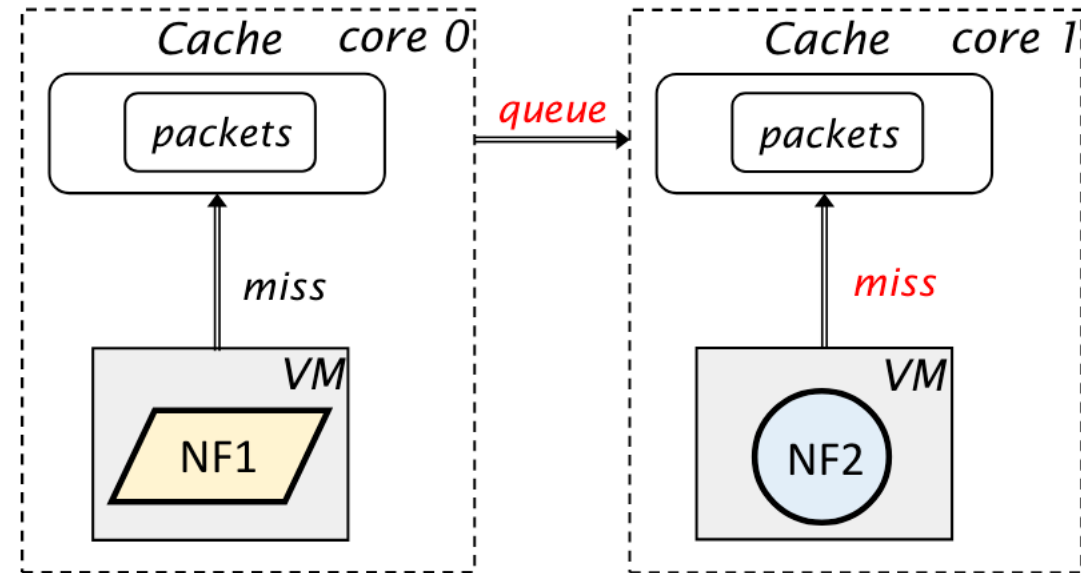 Cache core 0
packets
miss
VM
NF1
queue
Cache core 1
packets
miss
VM
NF2